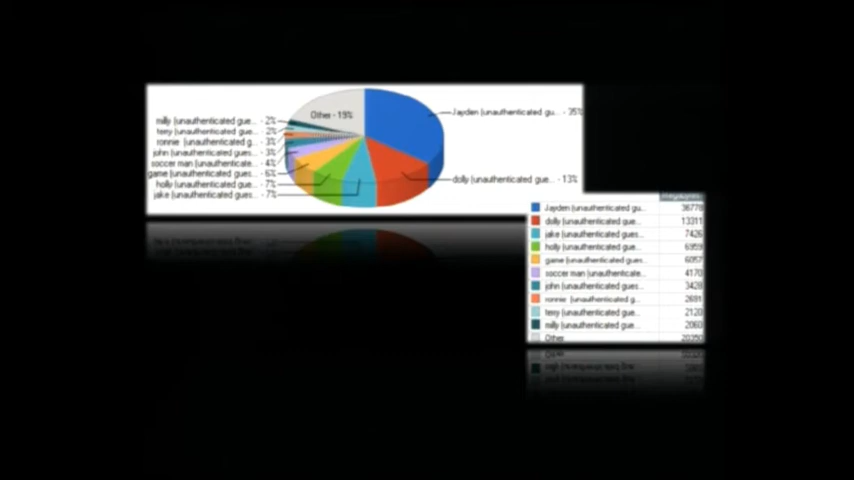 Other - 19%
Jayden (unauthenticated gu... - 35%
milly (unauthenticated gue... - 2%
terry (unauthenticated gue... - 2%
ronnie (unauthenticated g... - 3%
john (unauthenticated gues... - 3%
soccer man (unauthenticate... - 4%
game (unauthenticated gues... - 6%
holly (unauthenticated gue... - 7%
jake (unauthenticated gues... - 7%
dolly (unauthenticated gue... - 13%
Megabytes
Jayden (unauthenticated gu... 36778
dolly (unauthenticated gue... 13311
jake (unauthenticated gues... 7426
holly (unauthenticated gue... 6959
game (unauthenticated gues... 6057
soccer man (unauthenticate... 4170
john (unauthenticated gues... 3428
ronnie (unauthenticated g... 2691
terry (unauthenticated gue... 2120
milly (unauthenticated gue... 2060
Other 20350